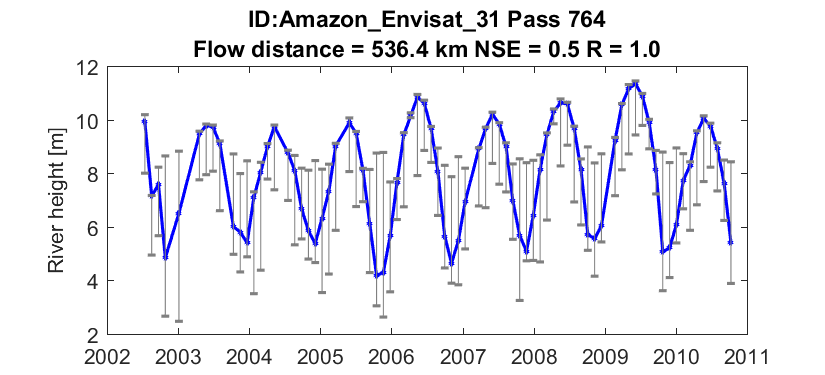 ID:Amazon_Envisat_31 Pass 764
Flow distance = 536.4 km NSE = 0.5 R = 1.0
12
10
8
6
4
2
River height [m]
2002 2003 2004 2005 2006 2007 2008 2009 2010 2011